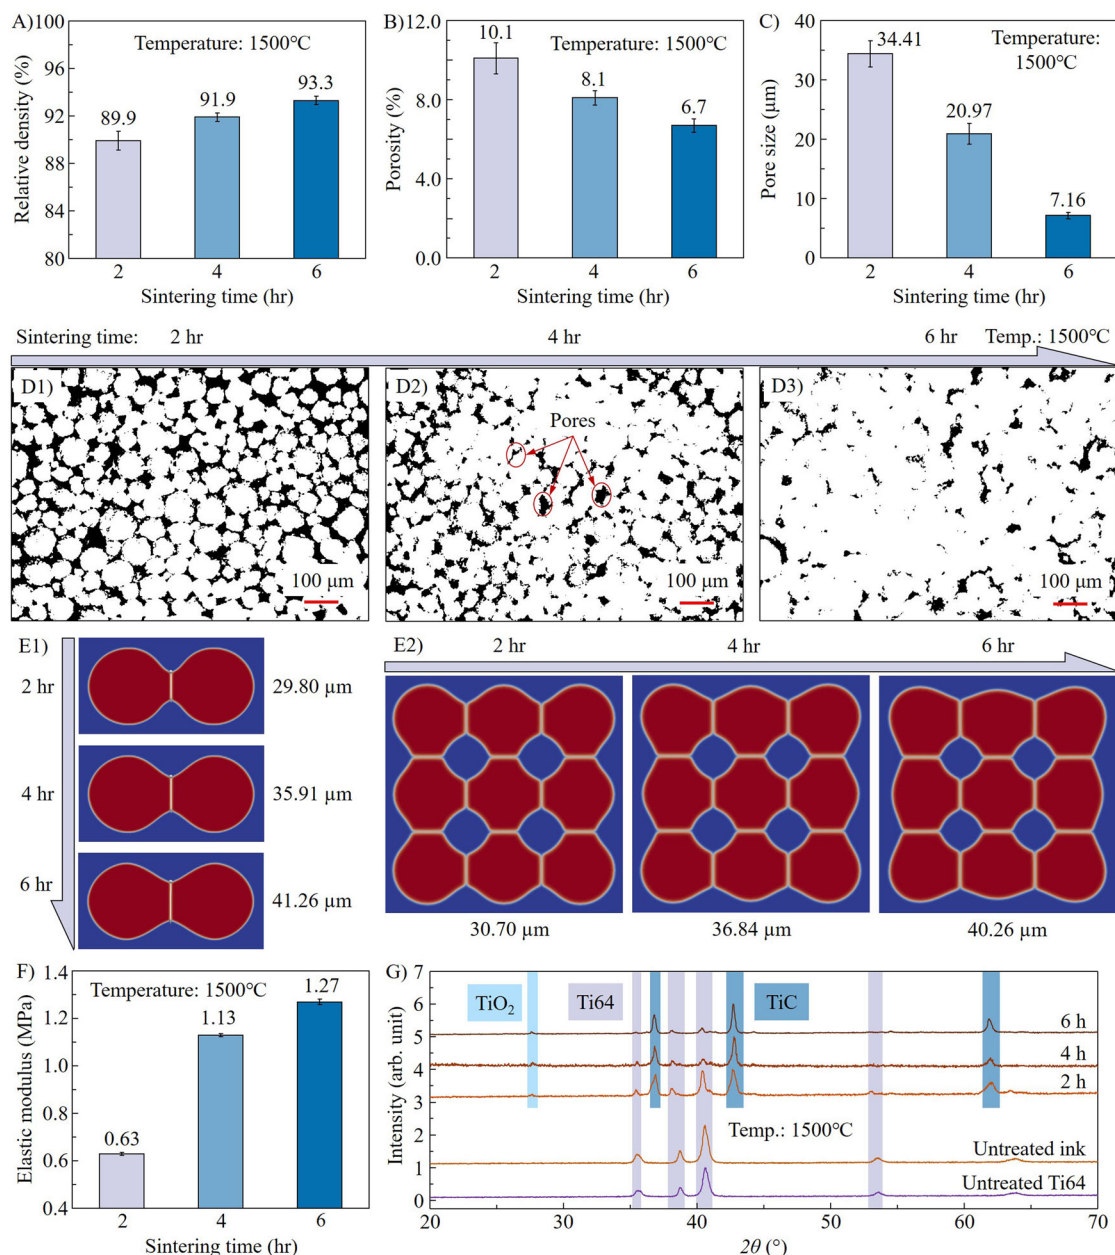 A)
100
96
92
90
88
84
80
Relative density (%)
Temperature: 1500℃
89.9
91.9
93.3
2
4
6
Sintering time (hr)
B)
12.0
8.0
6.0
4.0
0.0
Porosity (%)
Temperature: 1500℃
10.1
8.1
6.7
2
4
6
Sintering time (hr)
C)
40
30
20
10
0
Pore size (μm)
Temperature:
1500℃
34.41
20.97
7.16
2
4
6
Sintering time (hr)
Sintering time: 2 hr 4 hr 6 hr Temp.: 1500℃
D1)
100 μm
D2)
Pores
100 μm
D3)
100 μm
E1)
2 hr
29.80 μm
4 hr
35.91 μm
6 hr
41.26 μm
E2)
2 hr
4 hr
6 hr
30.70 μm
36.84 μm
40.26 μm
F)
1.4
1.2
1.0
0.8
0.6
0.4
Elastic modulus (MPa)
Temperature: 1500℃
0.63
1.13
1.27
2
4
6
Sintering time (hr)
G)
7
6
5
4
3
2
1
0
Intensity (arb. unit)
TiO₂
Ti64
TiC
6 h
4 h
2 h
Temp.: 1500℃
Untreated ink
Untreated Ti64
20
30
40
50
60
70
2θ (°)